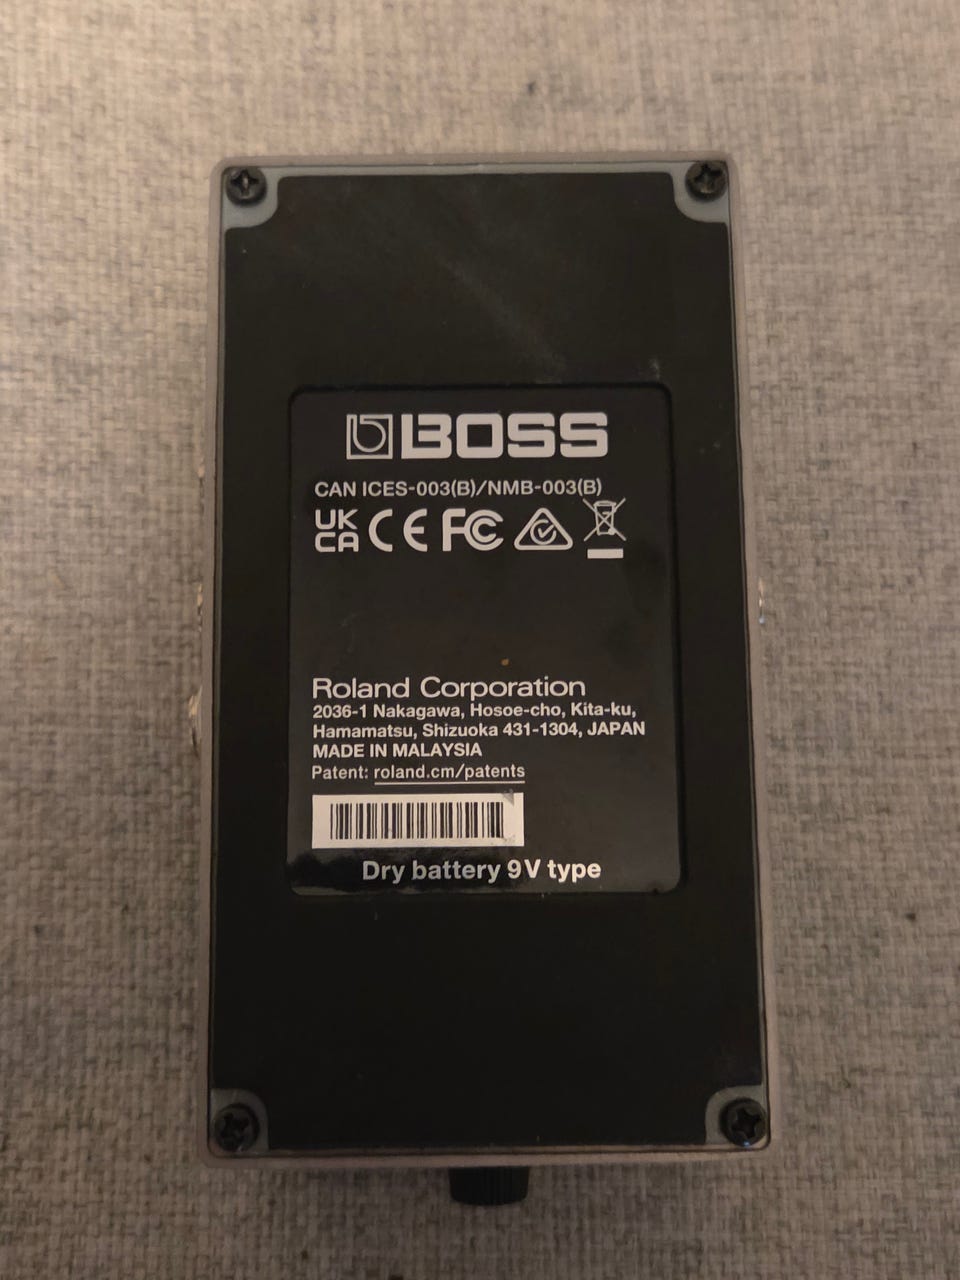 BOSS
CAN ICES-003(B)/NMB-003(B)
UK
CA CE FC
Roland Corporation
2036-1 Nakagawa, Hosoe-cho, Kita-ku,
Hamamatsu, Shizuoka 431-1304, JAPAN
MADE IN MALAYSIA
Patent: roland.cm/patents
Dry battery 9V type